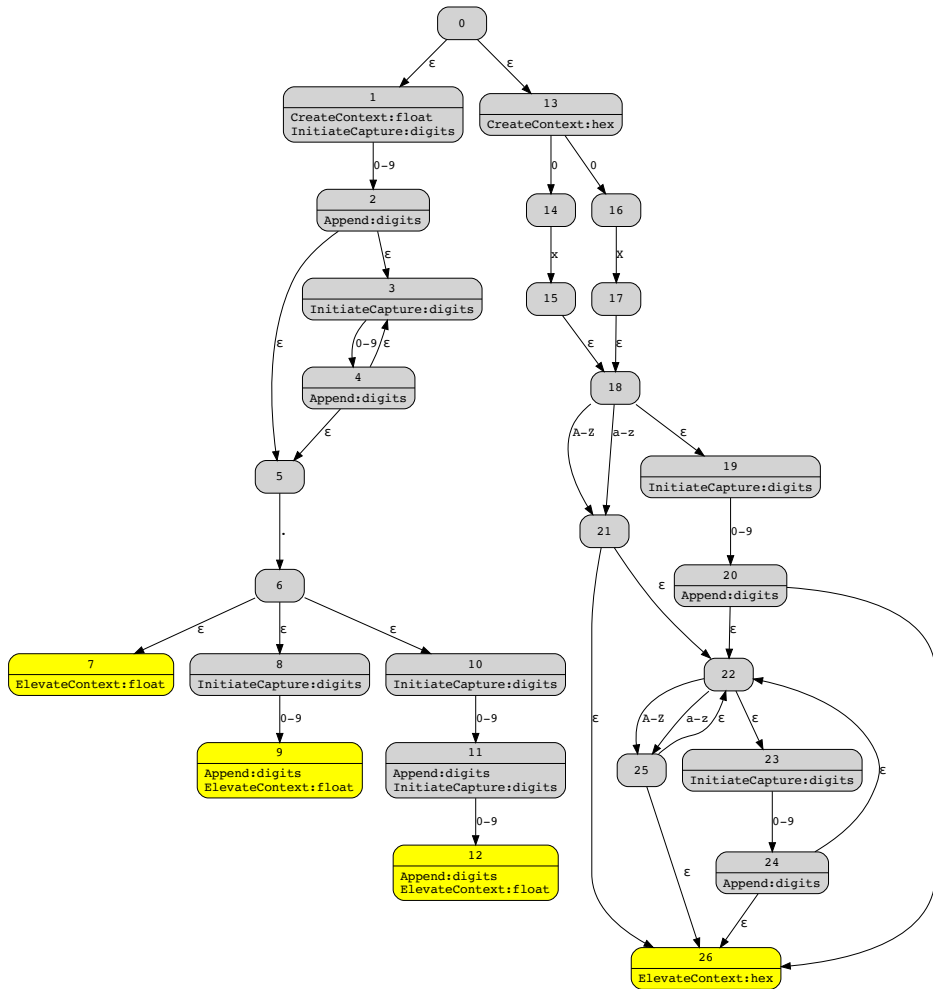 0
ε
ε
1
CreateContext:float
InitiateCapture:digits
13
CreateContext:hex
0-9
0
0
2
Append:digits
14
16
ε
x
X
3
InitiateCapture:digits
15
17
ε
0-9
ε
ε
ε
4
Append:digits
18
ε
A-Z
a-z
ε
5
19
InitiateCapture:digits
.
21
0-9
6
20
Append:digits
ε
ε
ε
ε
ε
7
ElevateContext:float
8
InitiateCapture:digits
10
InitiateCapture:digits
22
0-9
0-9
ε
A-Z
a-z
ε
ε
9
Append:digits
ElevateContext:float
11
Append:digits
InitiateCapture:digits
25
23
InitiateCapture:digits
ε
0-9
0-9
12
Append:digits
ElevateContext:float
24
Append:digits
ε
ε
26
ElevateContext:hex